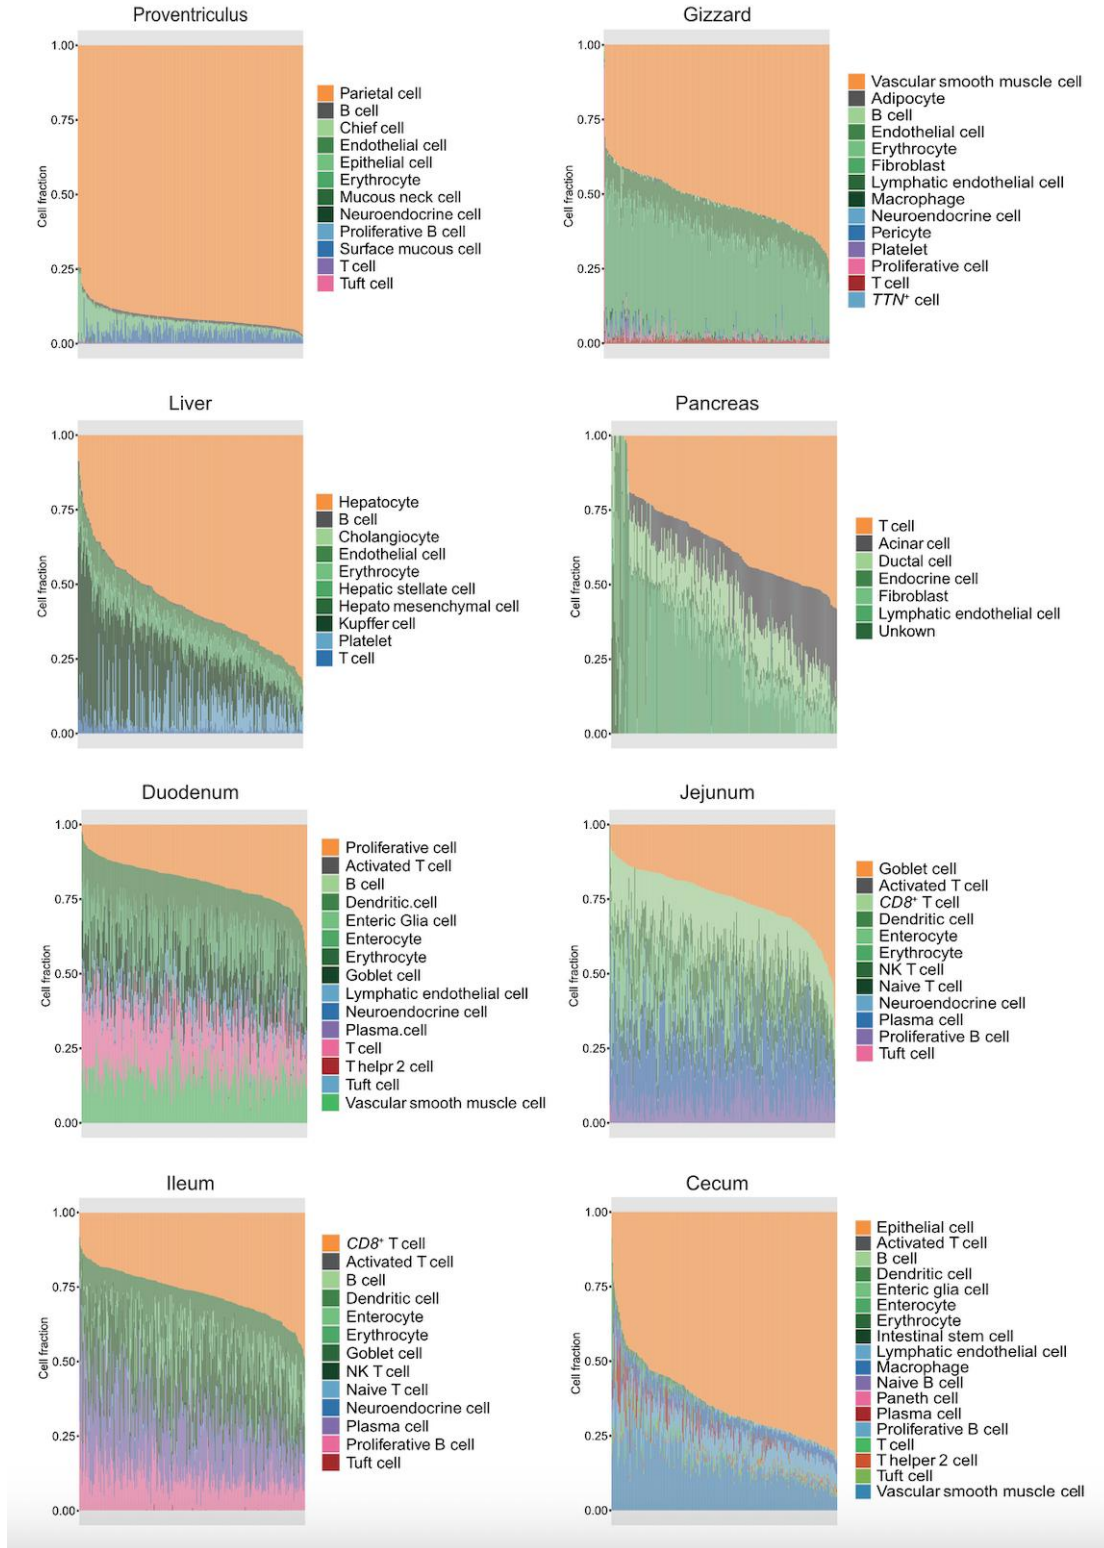 Proventriculus
1.00
0.75
0.50
0.25
0.00
Cell fraction
Parietal cell
B cell
Chief cell
Endothelial cell
Epithelial cell
Erythrocyte
Mucous neck cell
Neuroendocrine cell
Proliferative B cell
Surface mucous cell
T cell
Tuft cell
Gizzard
1.00
0.75
0.50
0.25
0.00
Cell fraction
Vascular smooth muscle cell
Adipocyte
B cell
Endothelial cell
Erythrocyte
Fibroblast
Lymphatic endothelial cell
Macrophage
Neuroendocrine cell
Pericyte
Platelet
Proliferative cell
T cell
TTN⁺ cell
Liver
1.00
0.75
0.50
0.25
0.00
Cell fraction
Hepatocyte
B cell
Cholangiocyte
Endothelial cell
Erythrocyte
Hepatic stellate cell
Hepato mesenchymal cell
Kupffer cell
Platelet
T cell
Pancreas
1.00
0.75
0.50
0.25
0.00
Cell fraction
T cell
Acinar cell
Ductal cell
Endocrine cell
Fibroblast
Lymphatic endothelial cell
Unkown
Duodenum
1.00
0.75
0.50
0.25
0.00
Cell fraction
Proliferative cell
Activated T cell
B cell
Dendritic.cell
Enteric Glia cell
Enterocyte
Erythrocyte
Goblet cell
Lymphatic endothelial cell
Neuroendocrine cell
Plasma.cell
T cell
T helpr 2 cell
Tuft cell
Vascular smooth muscle cell
Jejunum
1.00
0.75
0.50
0.25
0.00
Cell fraction
Goblet cell
Activated T cell
CD8⁺ T cell
Dendritic cell
Enterocyte
Erythrocyte
NK T cell
Naive T cell
Neuroendocrine cell
Plasma cell
Proliferative B cell
Tuft cell
Ileum
1.00
0.75
0.50
0.25
0.00
Cell fraction
CD8⁺ T cell
Activated T cell
B cell
Dendritic cell
Enterocyte
Erythrocyte
Goblet cell
NK T cell
Naive T cell
Neuroendocrine cell
Plasma cell
Proliferative B cell
Tuft cell
Cecum
1.00
0.75
0.50
0.25
0.00
Cell fraction
Epithelial cell
Activated T cell
B cell
Dendritic cell
Enteric glia cell
Enterocyte
Erythrocyte
Intestinal stem cell
Lymphatic endothelial cell
Macrophage
Naive B cell
Paneth cell
Plasma cell
Proliferative B cell
T cell
T helper 2 cell
Tuft cell
Vascular smooth muscle cell